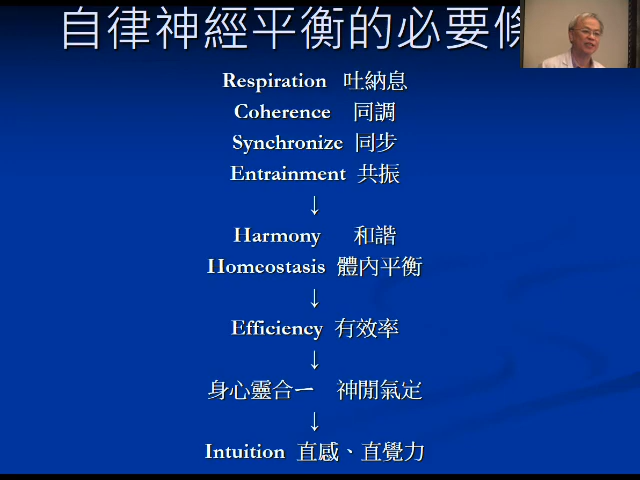 自律神經平衡的必要條
Respiration 吐納息
Coherence 同調
Synchronize 同步
Entrainment 共振
↓
Harmony 和諧
Homeostasis 體內平衡
↓
Efficiency 有效率
↓
身心靈合一 神閒氣定
↓
Intuition 直感、直覺力